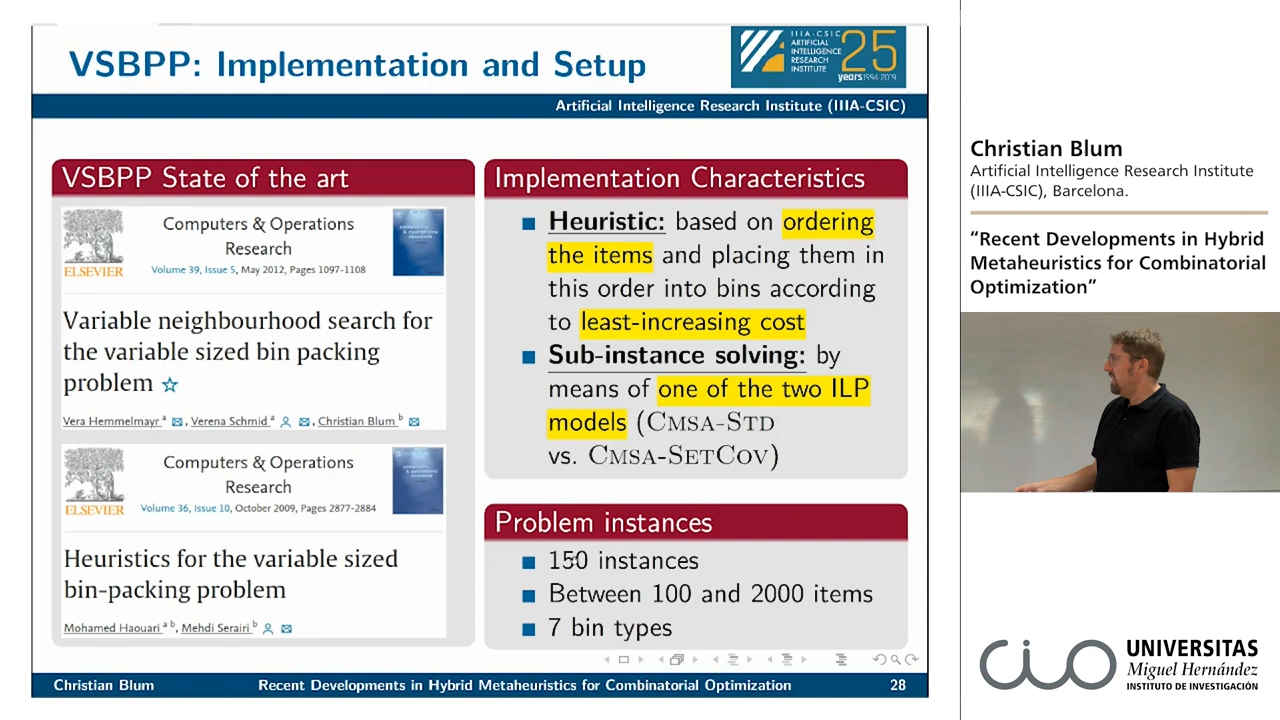 VSBPP: Implementation and Setup
IIIA-CSIC
ARTIFICIAL
INTELLIGENCE
RESEARCH
INSTITUTE
25
years 1994-2019
Artificial Intelligence Research Institute (IIIA-CSIC)
VSBPP State of the art
ELSEVIER
Computers & Operations
Research
Volume 39, Issue 5, May 2012, Pages 1097-1108
Variable neighbourhood search for
the variable sized bin packing
problem ☆
Vera Hemmelmayr a, Verena Schmid a, Christian Blum b
ELSEVIER
Computers & Operations
Research
Volume 36, Issue 10, October 2009, Pages 2877-2884
Heuristics for the variable sized
bin-packing problem
Mohamed Haouari a b, Mehdi Serairi b
Implementation Characteristics
Heuristic: based on ordering
the items and placing them in
this order into bins according
to least-increasing cost
Sub-instance solving: by
means of one of the two ILP
models (CMSA-STD
vs. CMSA-SETCOV)
Problem instances
150 instances
Between 100 and 2000 items
7 bin types
Christian Blum
Recent Developments in Hybrid Metaheuristics for Combinatorial Optimization
28
Christian Blum
Artificial Intelligence Research Institute
(IIIA-CSIC), Barcelona.
“Recent Developments in Hybrid
Metaheuristics for Combinatorial
Optimization”
CIO
UNIVERSITAS
Miguel Hernández
INSTITUTO DE INVESTIGACIÓN